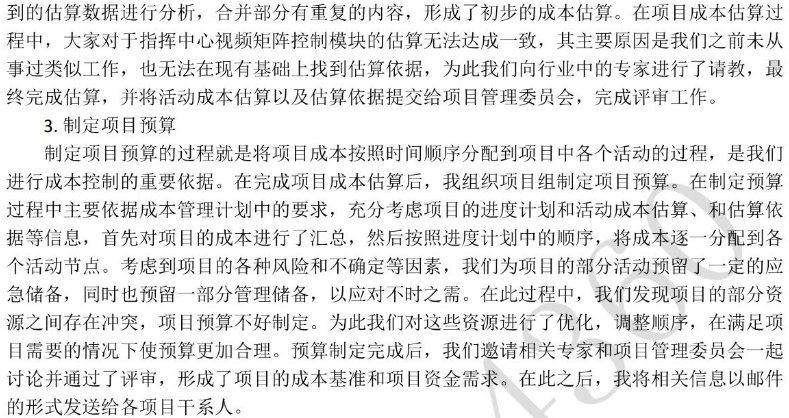 到的估算数据进行分析，合并部分有重复的内容，形成了初步的成本估算。在项目成本估算过
程中，大家对于指挥中心视频矩阵控制模块的估算无法达成一致，其主要原因是我们之前未从
事过类似工作，也无法在现有基础上找到估算依据，为此我们向行业中的专家进行了请教，最
终完成估算，并将活动成本估算以及估算依据提交给项目管理委员会，完成评审工作。
3. 制定项目预算
制定项目预算的过程就是将项目成本按照时间顺序分配到项目中各个活动的过程，是我们
进行成本控制的重要依据。在完成项目成本估算后，我组织项目组制定项目预算。在制定预算
过程中主要依据成本管理计划中的要求，充分考虑项目的进度计划和活动成本估算、和估算依
据等信息，首先对项目的成本进行了汇总，然后按照进度计划中的顺序，将成本逐一分配到各
个活动节点。考虑到项目的各种风险和不确定等因素，我们为项目的部分活动预留了一定的应
急储备，同时也预留一部分管理储备，以应对不时之需。在此过程中，我们发现项目的部分资
源之间存在冲突，项目预算不好制定。为此我们对这些资源进行了优化，调整顺序，在满足项
目需要的情况下使预算更加合理。预算制定完成后，我们邀请相关专家和项目管理委员会一起
讨论并通过了评审，形成了项目的成本基准和项目资金需求。在此之后，我将相关信息以邮件
的形式发送给各项目干系人。
4360